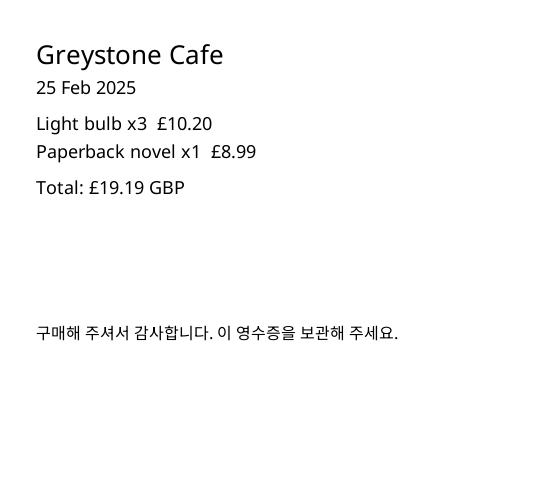 Greystone Cafe
25 Feb 2025
Light bulb x3  £10.20
Paperback novel x1  £8.99
Total: £19.19 GBP
구매해 주셔서 감사합니다. 이 영수증을 보관해 주세요.